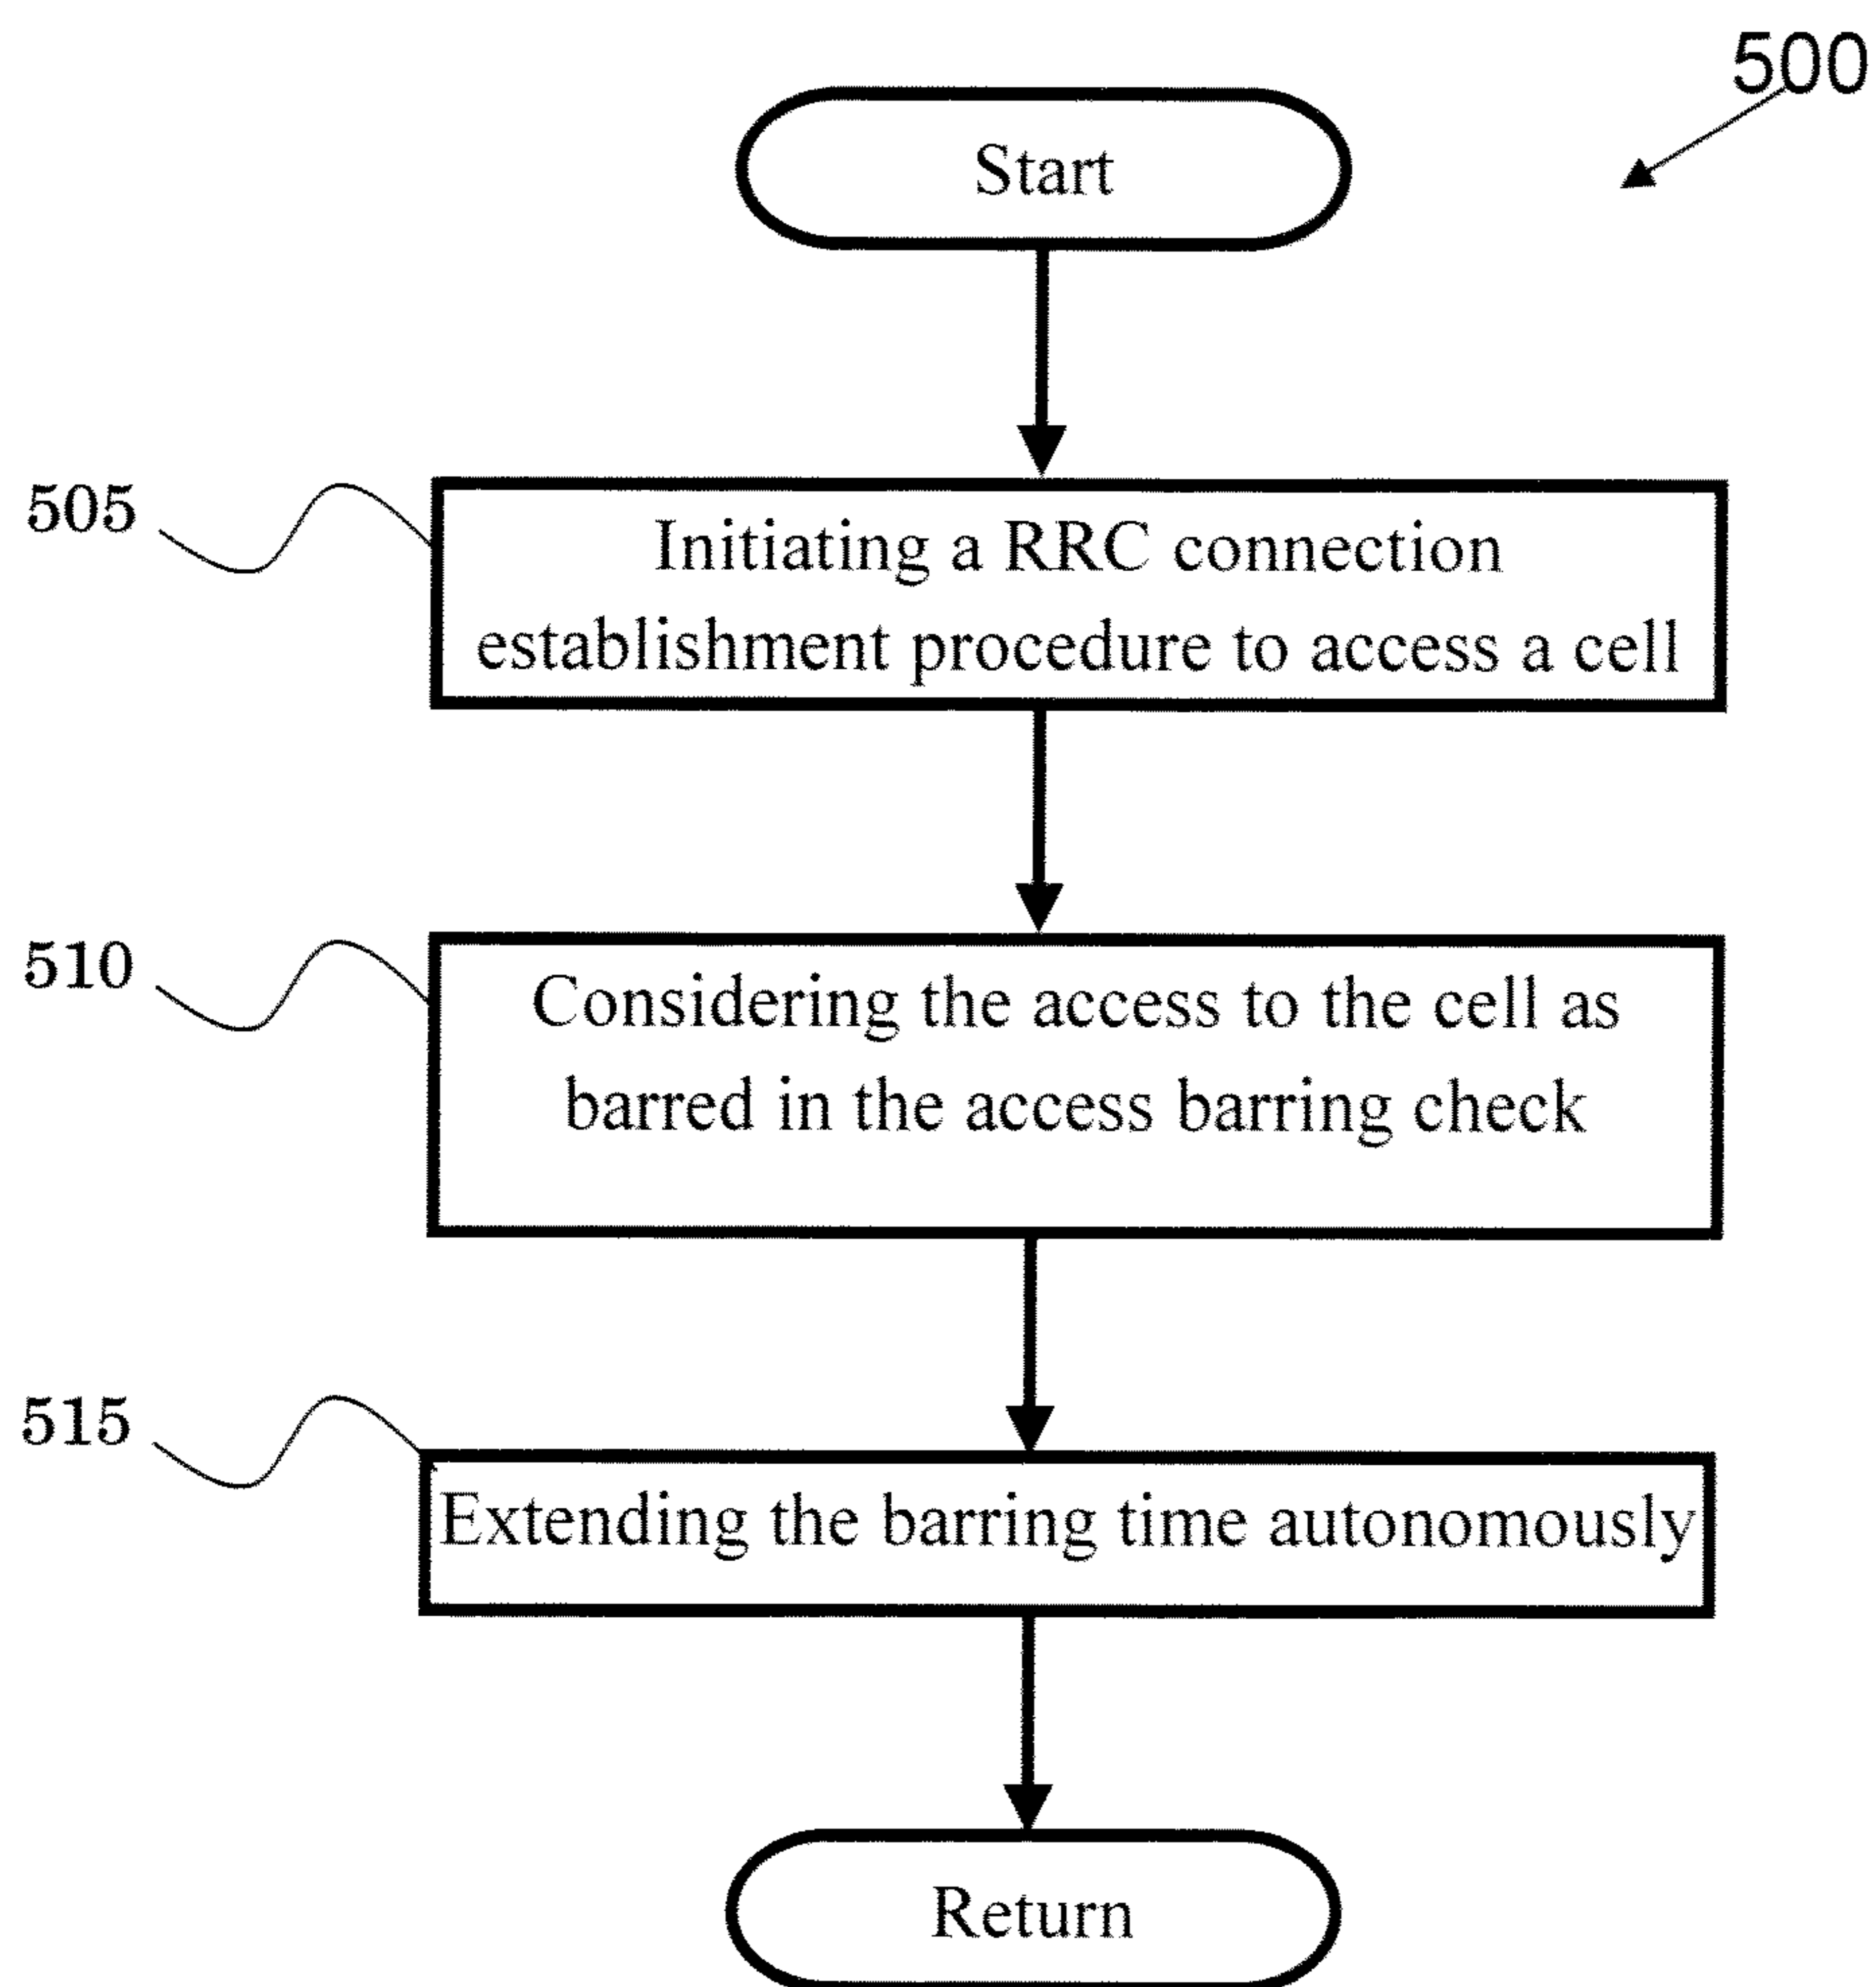 500
Start
505
Initiating a RRC connection
establishment procedure to access a cell
510
Considering the access to the cell as
barred in the access barring check
515
Extending the barring time autonomously
Return